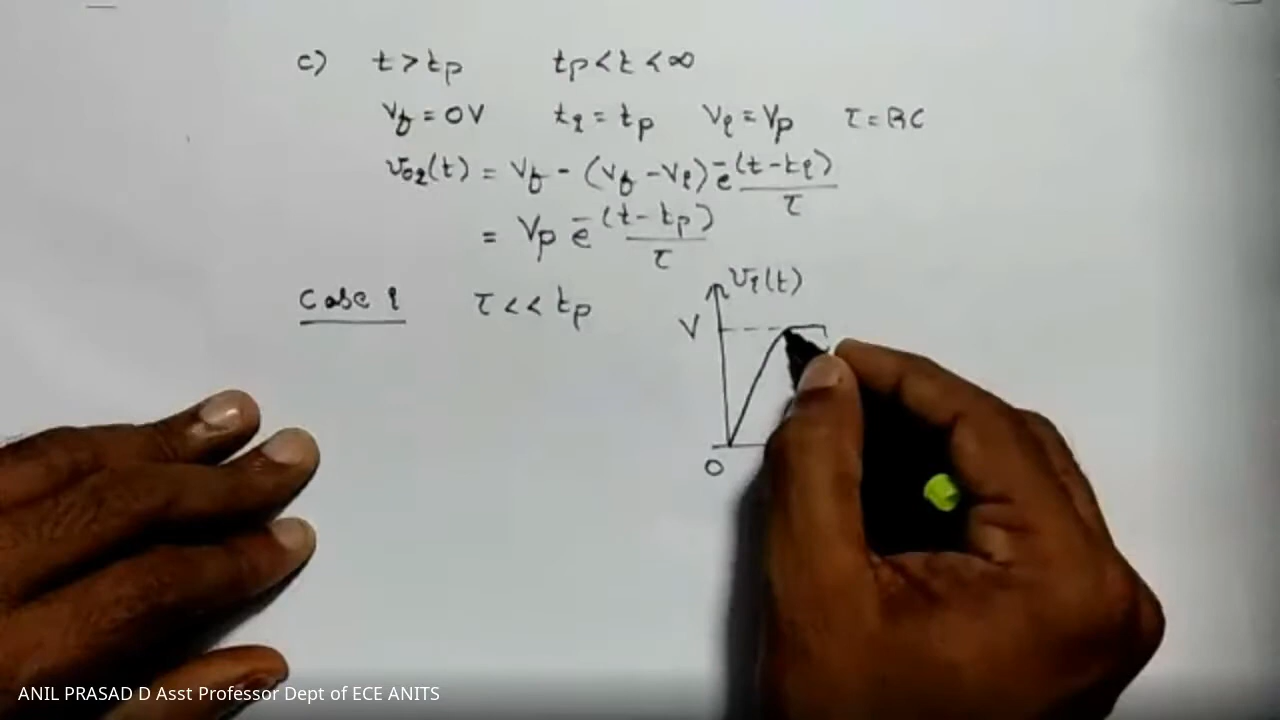 c) t > tp tp < t < ∞
Vf = 0V ti = tp Vi = Vp τ = RC
vo2(t) = Vf - (Vf - Vi) e^-(t - ti)/τ
= Vp e^-(t - tp)/τ
Case 1 τ << tp vi(t)
V
0
ANIL PRASAD D Asst Professor Dept of ECE ANITS